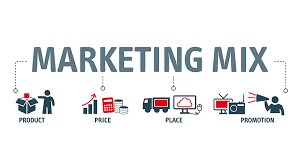 MARKETING MIX
PRODUCT
PRICE
PLACE
PROMOTION